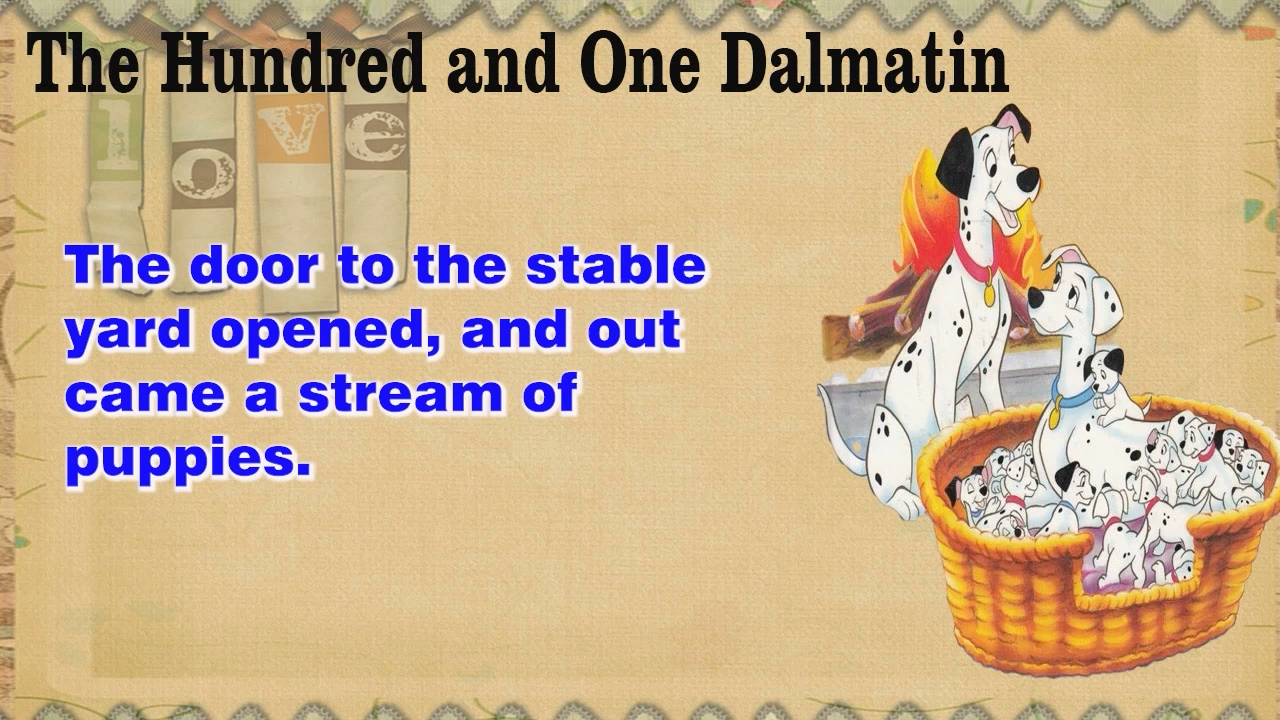 The Hundred and One Dalmatin
love
The door to the stable
yard opened, and out
came a stream of
puppies.